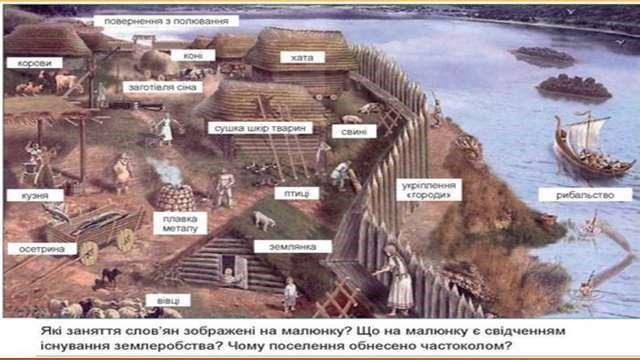 повернення з полювання
корови
коні
хата
заготівля сіна
сушка шкір тварин
свині
кузня
птиці
укріплення
«городи»
рибальство
плавка
металу
осетрина
землянка
вівці
Які заняття слов’ян зображені на малюнку? Що на малюнку є свідченням
існування землеробства? Чому поселення обнесено частоколом?